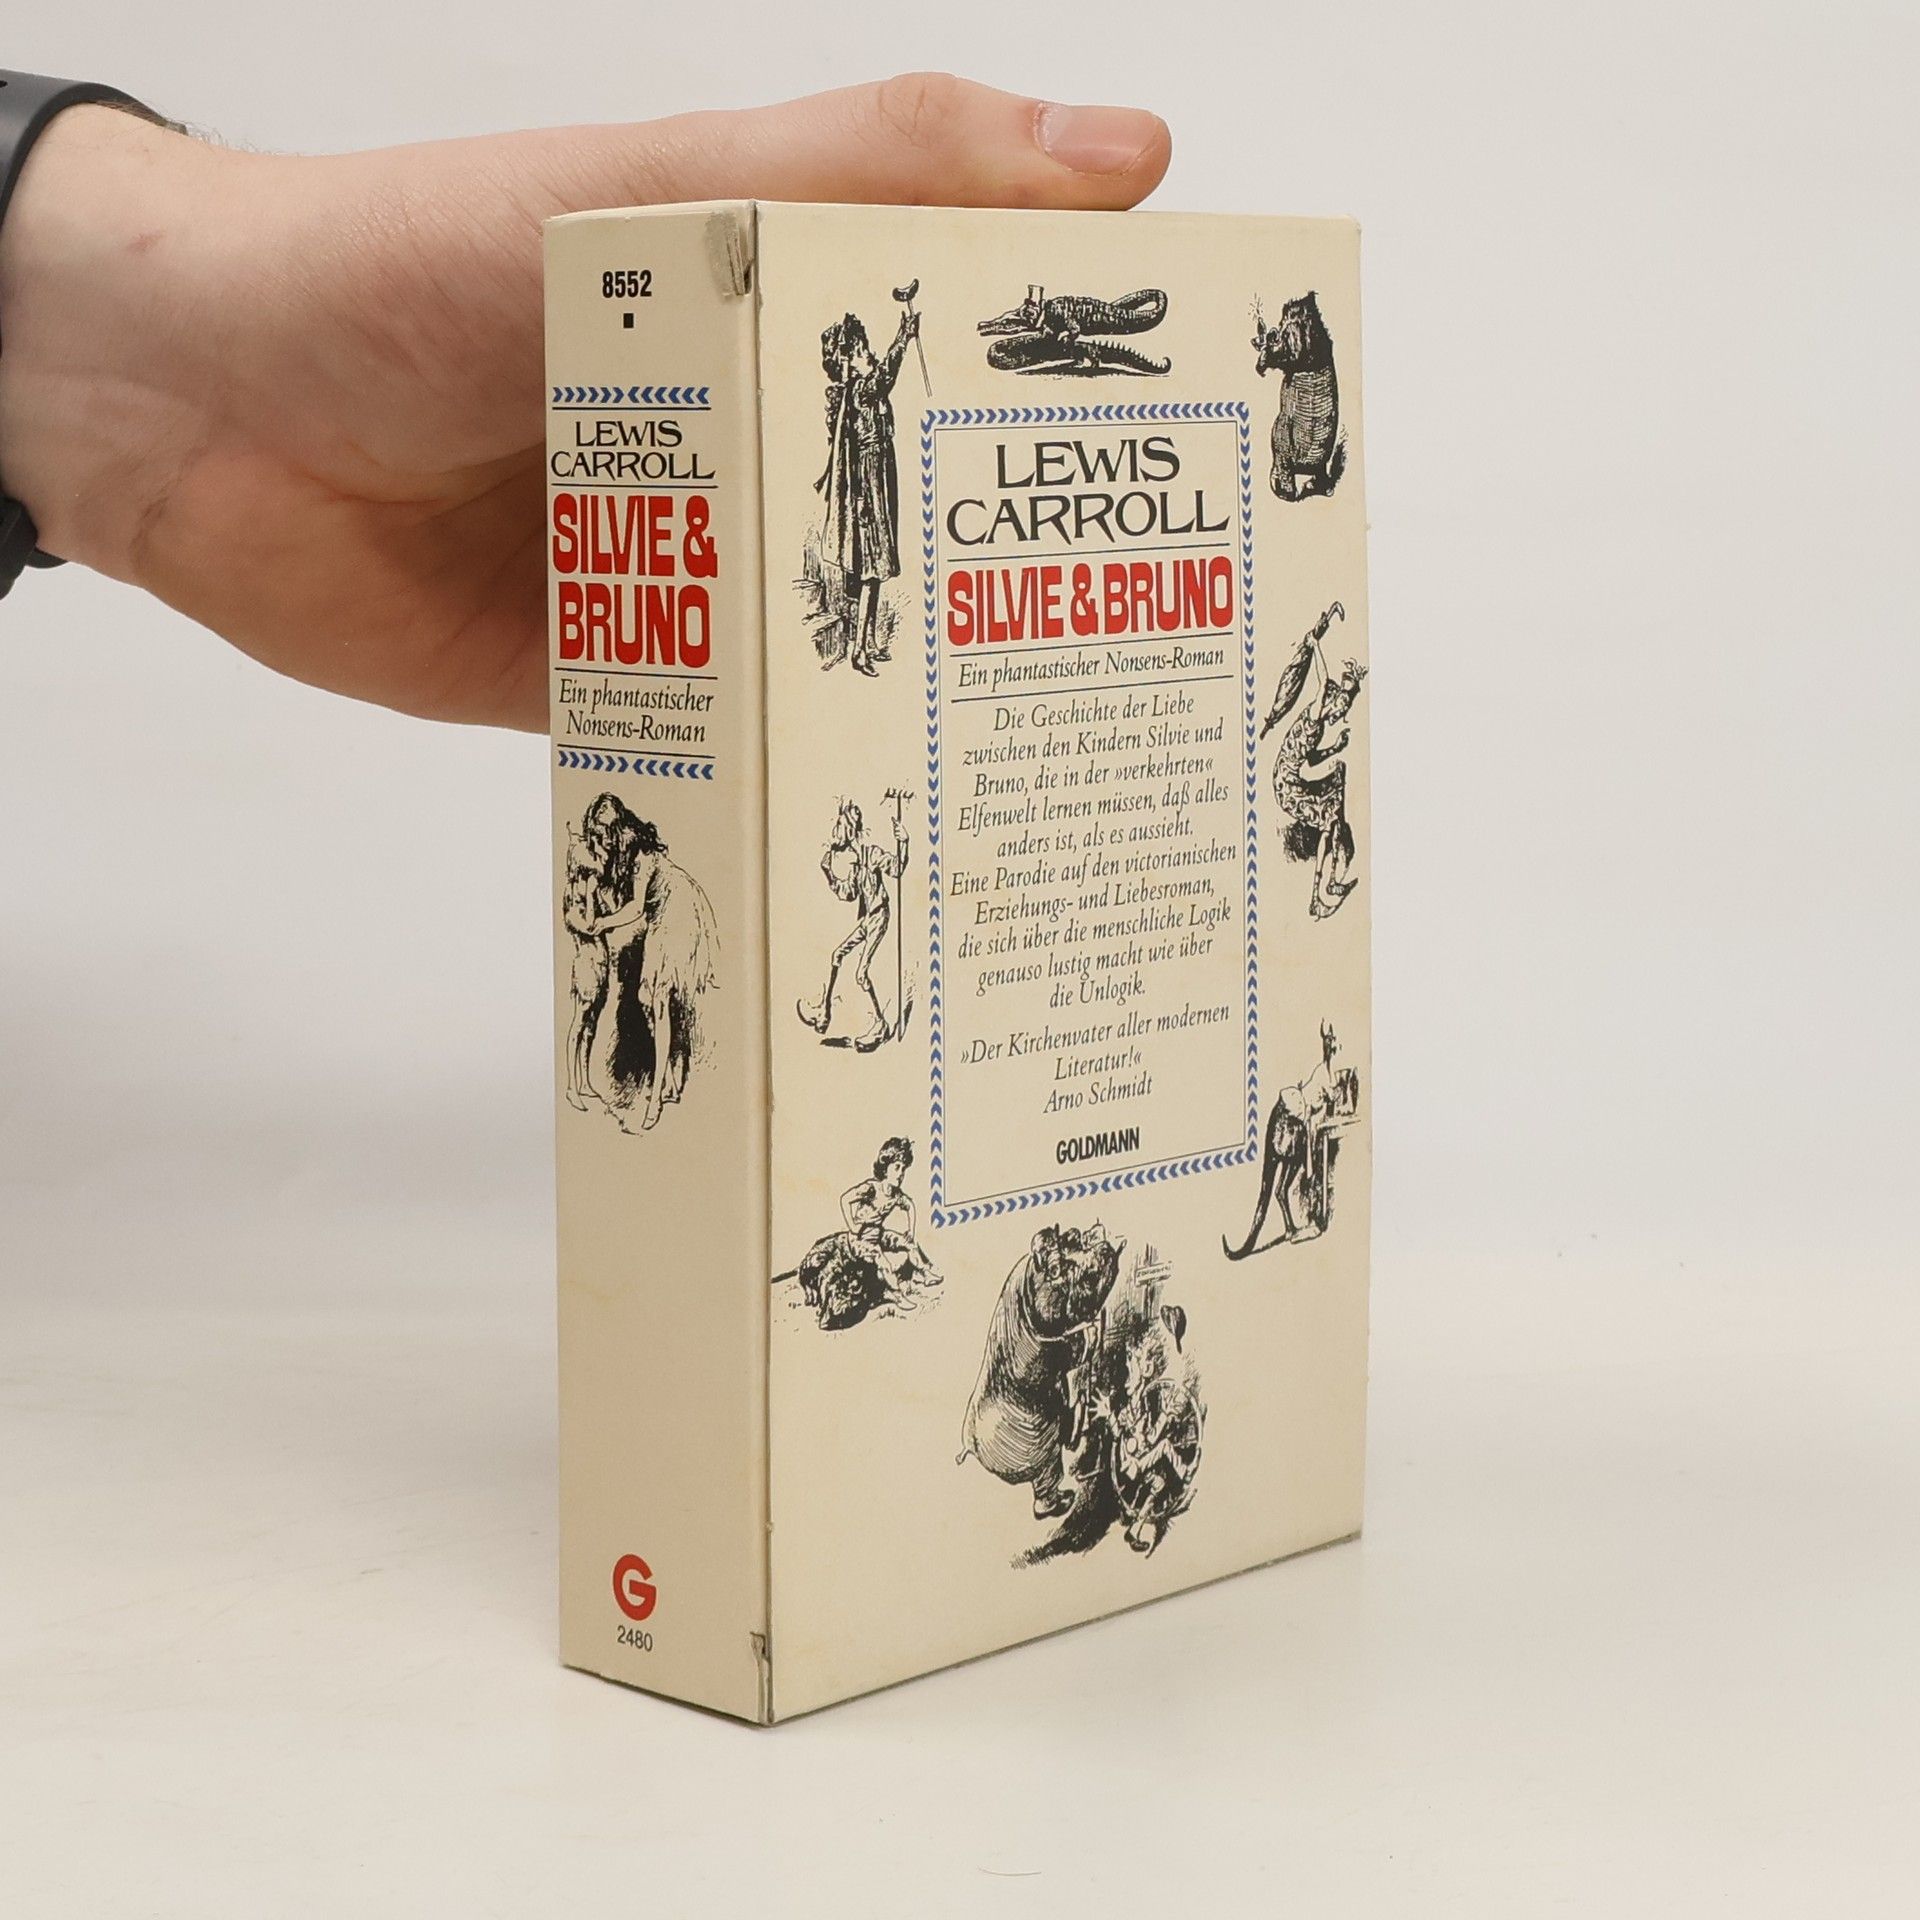 8552
LEWIS
CARROLL
SILVIE &
BRUNO
Ein phantastischer
Nonsens-Roman
G
2480
LEWIS
CARROLL
SILVIE & BRUNO
Ein phantastischer Nonsens-Roman
Die Geschichte der Liebe
zwischen den Kindern Silvie und
Bruno, die in der »verkehrten«
Elfenwelt lernen müssen, daß alles
anders ist, als es aussieht.
Eine Parodie auf den victorianischen
Erziehungs- und Liebesroman,
die sich über die menschliche Logik
genauso lustig macht wie über
die Unlogik.
»Der Kirchenvater aller modernen
Literatur!«
Arno Schmidt
GOLDMANN